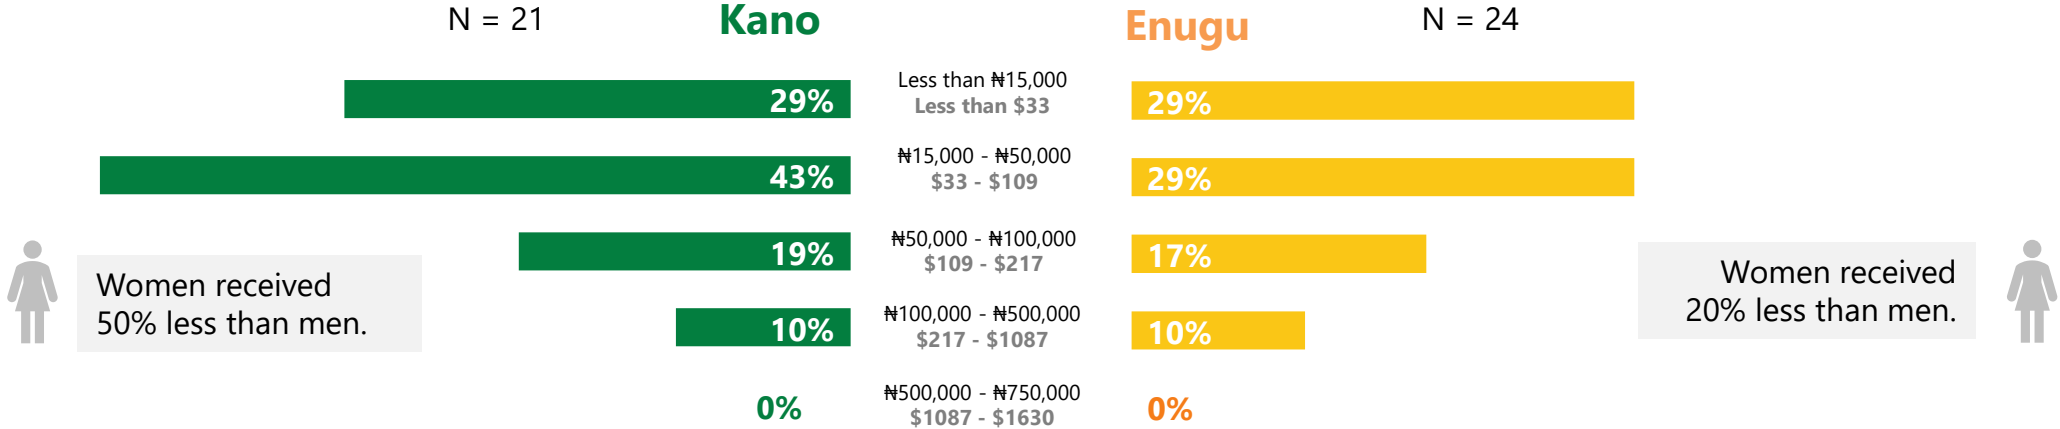 N = 21
Kano
Enugu
N = 24
29%
Less than ₦15,000
Less than $33
29%
43%
₦15,000 - ₦50,000
$33 - $109
29%
19%
₦50,000 - ₦100,000
$109 - $217
17%
Women received
50% less than men.
Women received
20% less than men.
10%
₦100,000 - ₦500,000
$217 - $1087
10%
0%
₦500,000 - ₦750,000
$1087 - $1630
0%